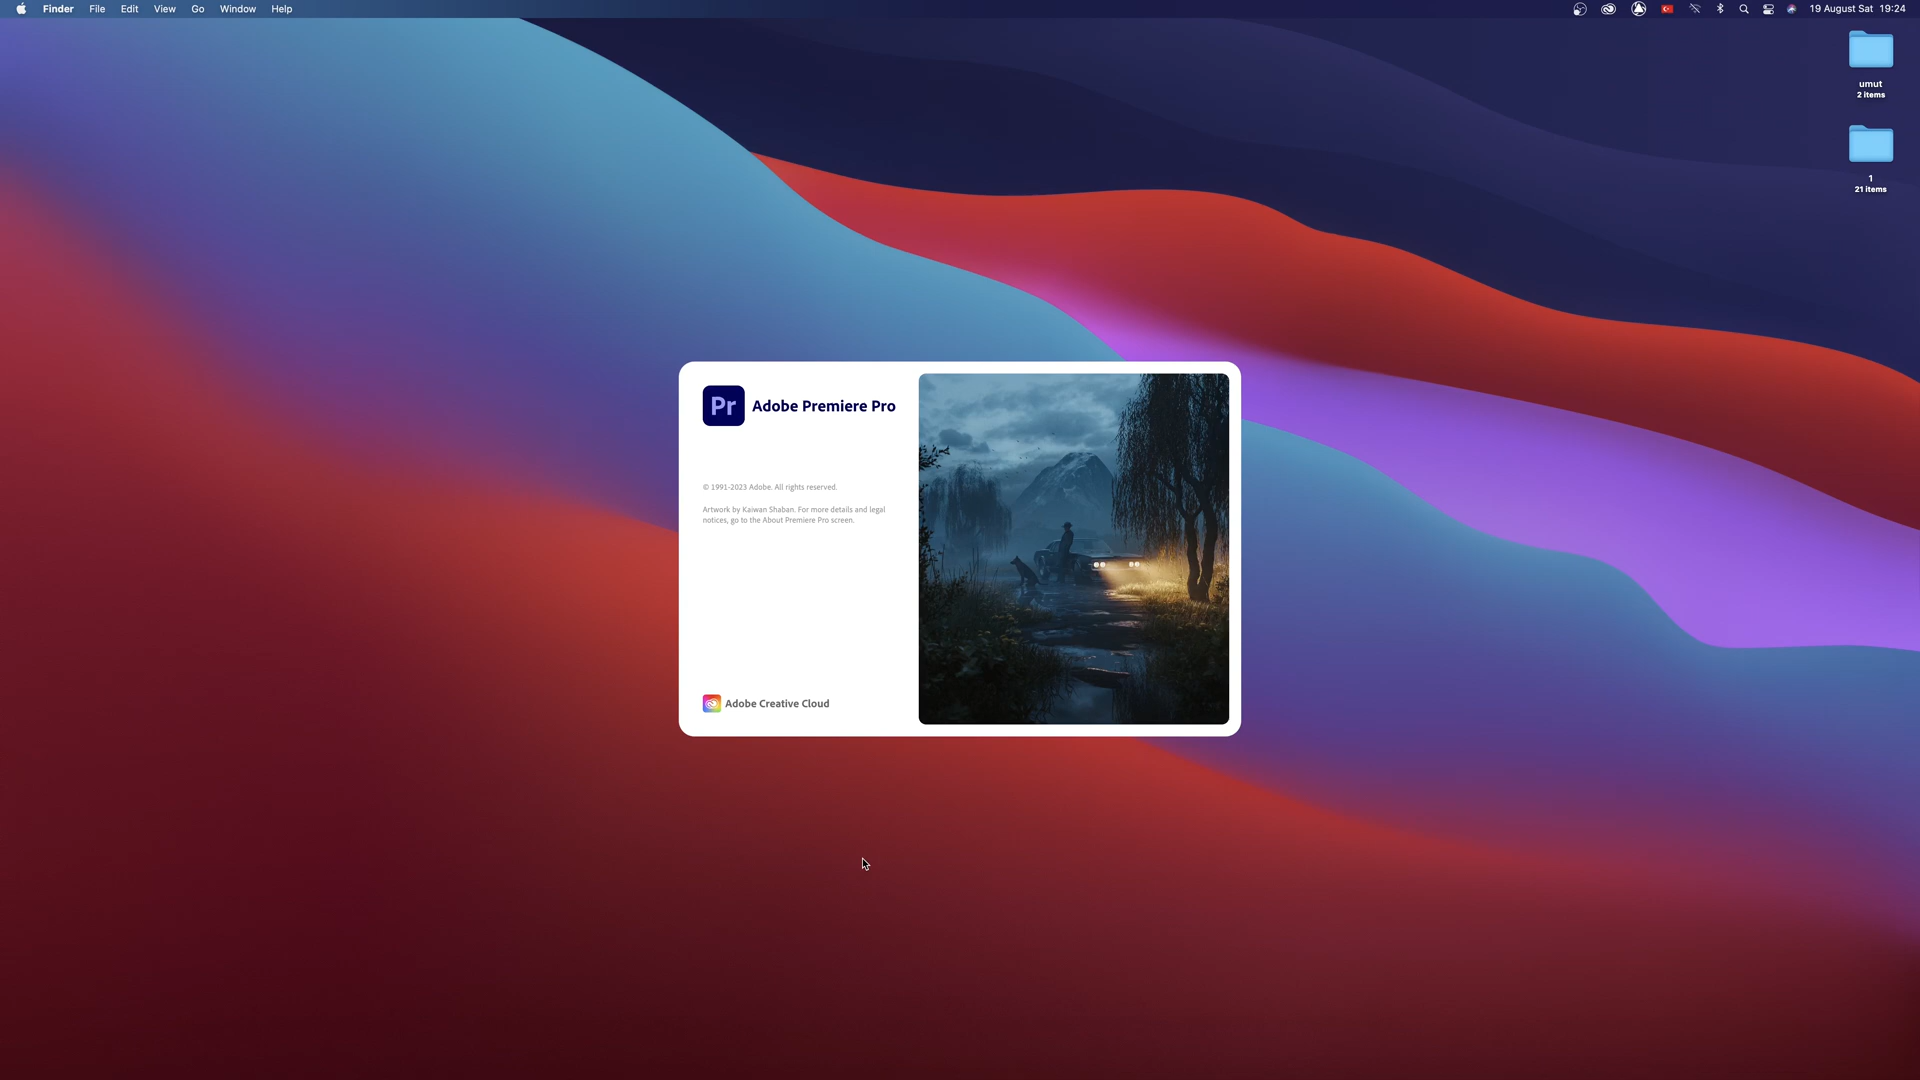 Finder File Edit View Go Window Help 19 August Sat 19:24
umut
2 items
1
21 items
Pr Adobe Premiere Pro
© 1991-2023 Adobe. All rights reserved.
Artwork by Kaiwan Shaban. For more details and legal
notices, go to the About Premiere Pro screen.
Adobe Creative Cloud